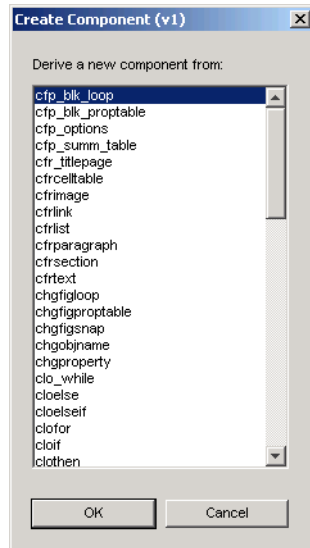 Create Component (v1)
Derive a new component from:
cfp_blk_loop
cfp_blk_proptable
cfp_options
cfp_summ_table
cfr_titlepage
cfrcelltable
cfrimage
cfrlink
cfrlist
cfrparagraph
cfrsection
cfrtext
chgfigloop
chgfigproptable
chgfigsnap
chgobjname
chgproperty
clo_while
cloelse
cloelseif
clofor
cloif
clothen
OK Cancel